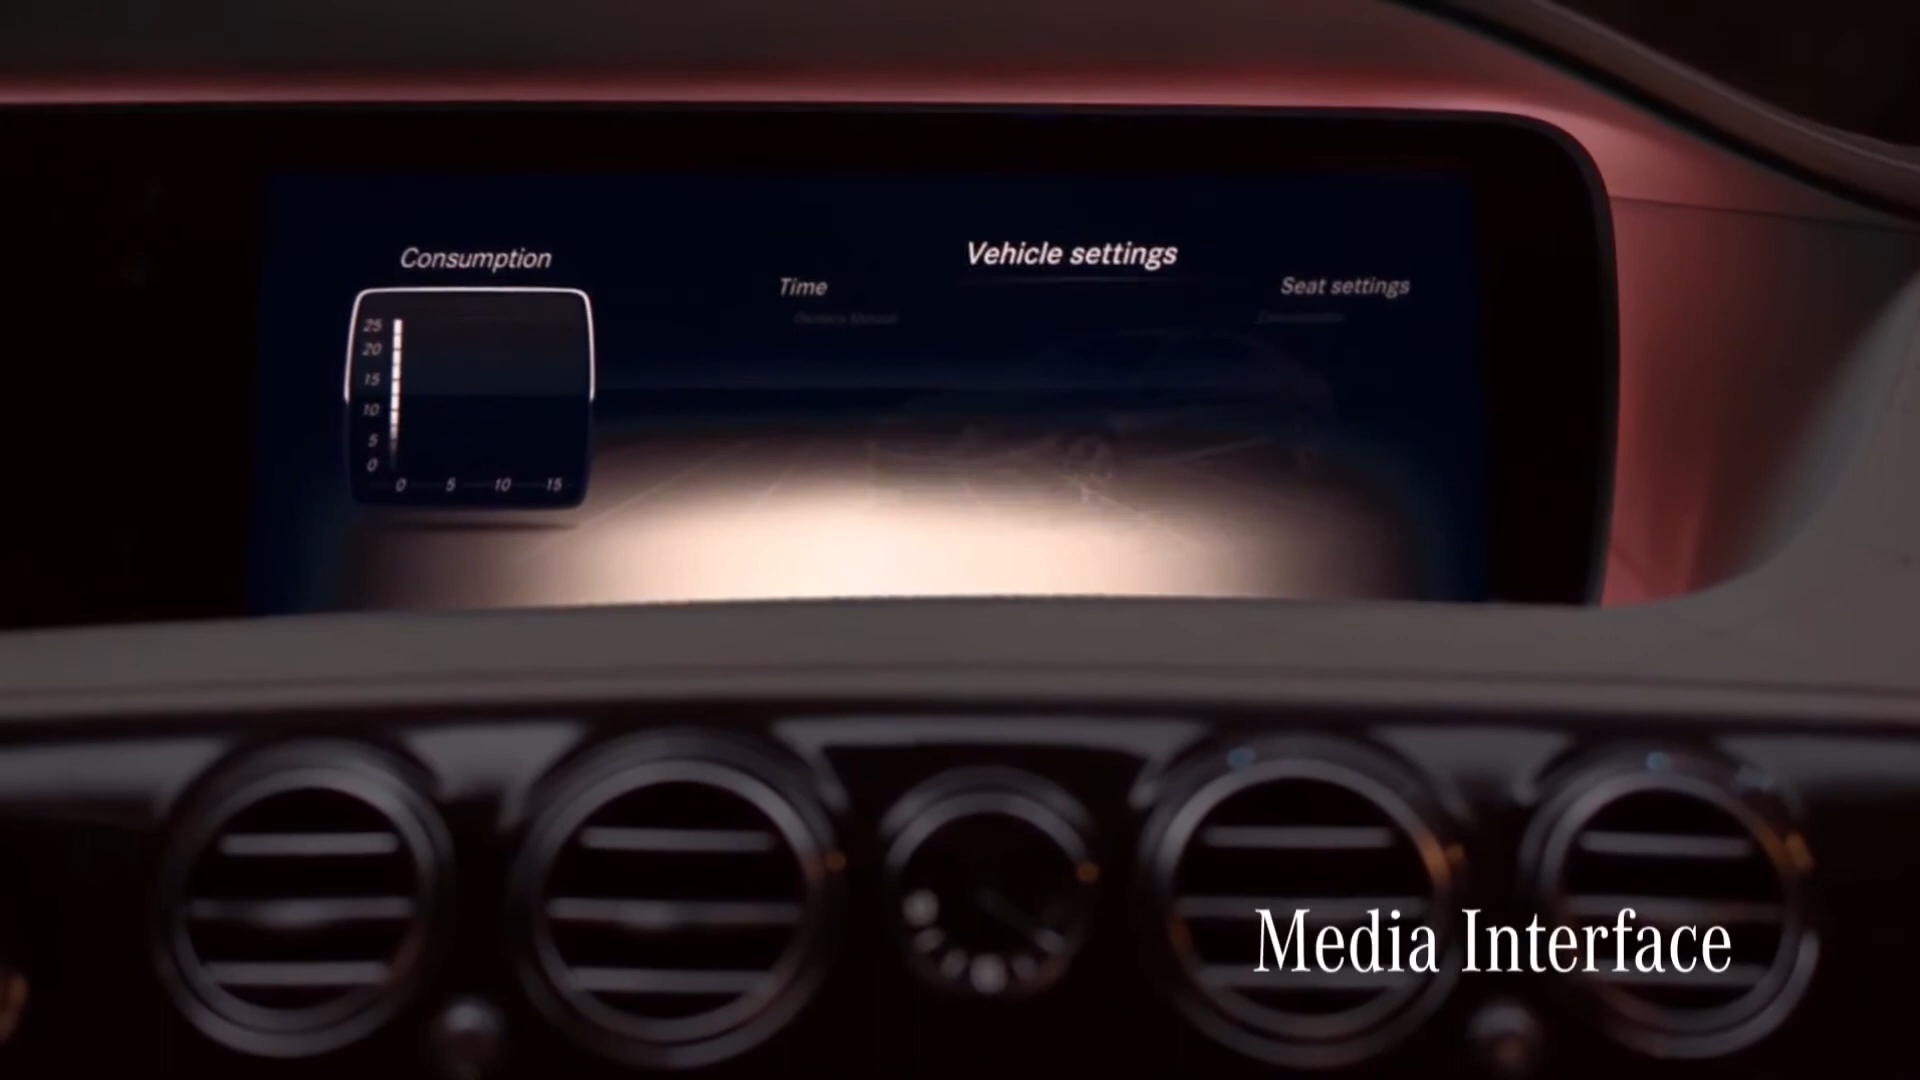 Consumption
Vehicle settings
Time
Seat settings
25
20
15
10
5
0
0 5 10 15
Media Interface